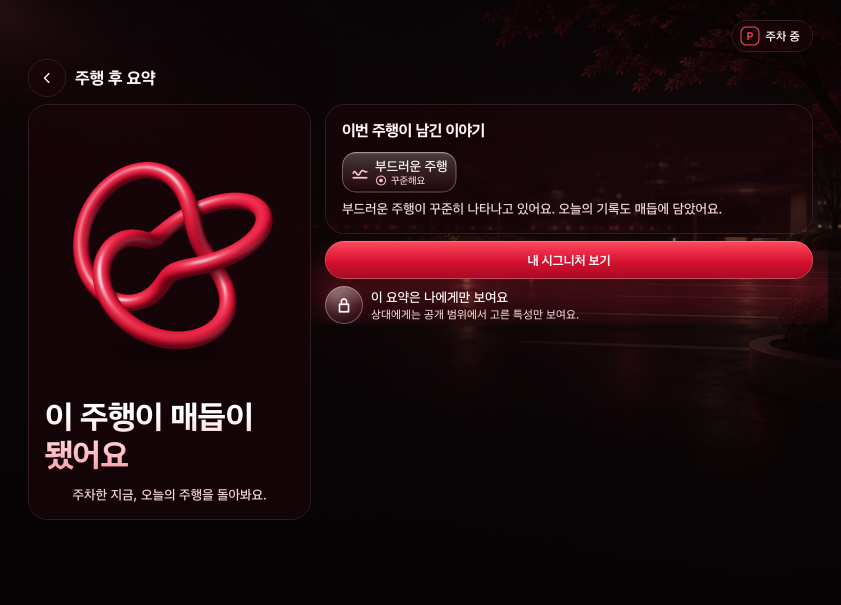 P 주차 중
주행 후 요약
이 주행이 매듭이
됐어요
주차한 지금, 오늘의 주행을 돌아봐요.
이번 주행이 남긴 이야기
부드러운 주행
꾸준해요
부드러운 주행이 꾸준히 나타나고 있어요. 오늘의 기록도 매듭에 담았어요.
내 시그니처 보기
이 요약은 나에게만 보여요
상대에게는 공개 범위에서 고른 특성만 보여요.